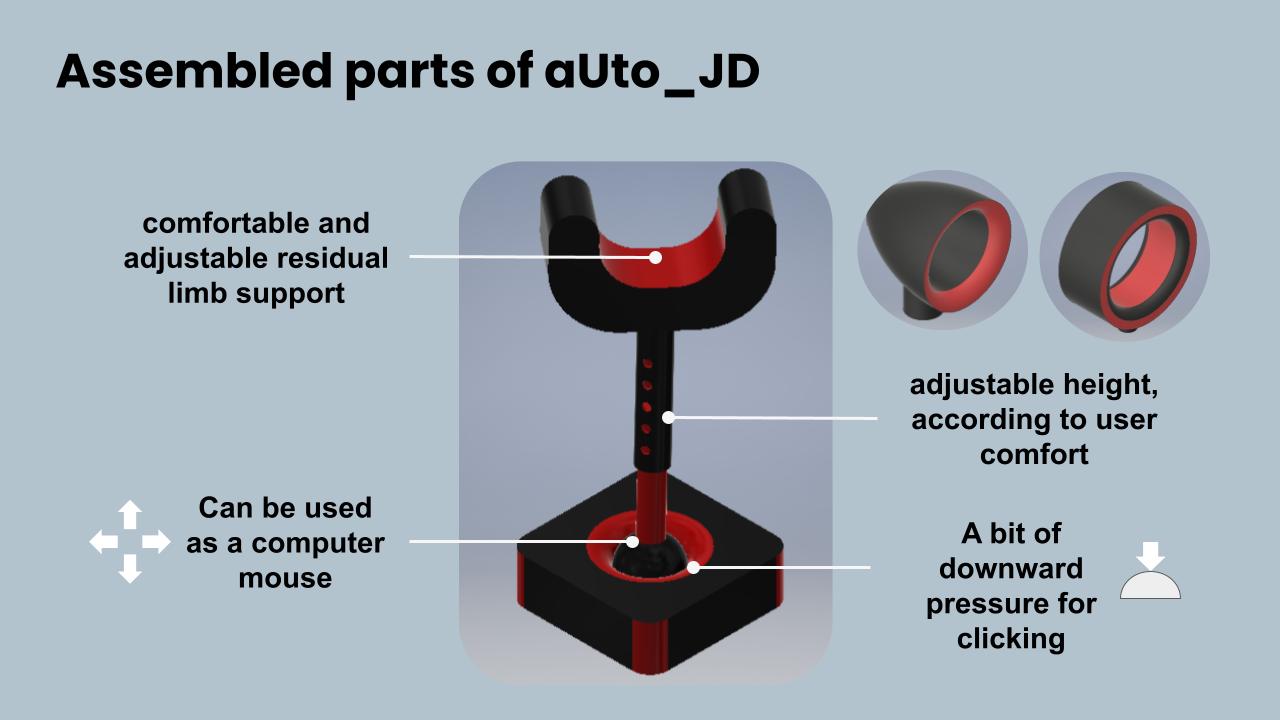 Assembled parts of aUto_JD
comfortable and
adjustable residual
limb support
adjustable height,
according to user
comfort
Can be used
as a computer
mouse
A bit of
downward
pressure for
clicking